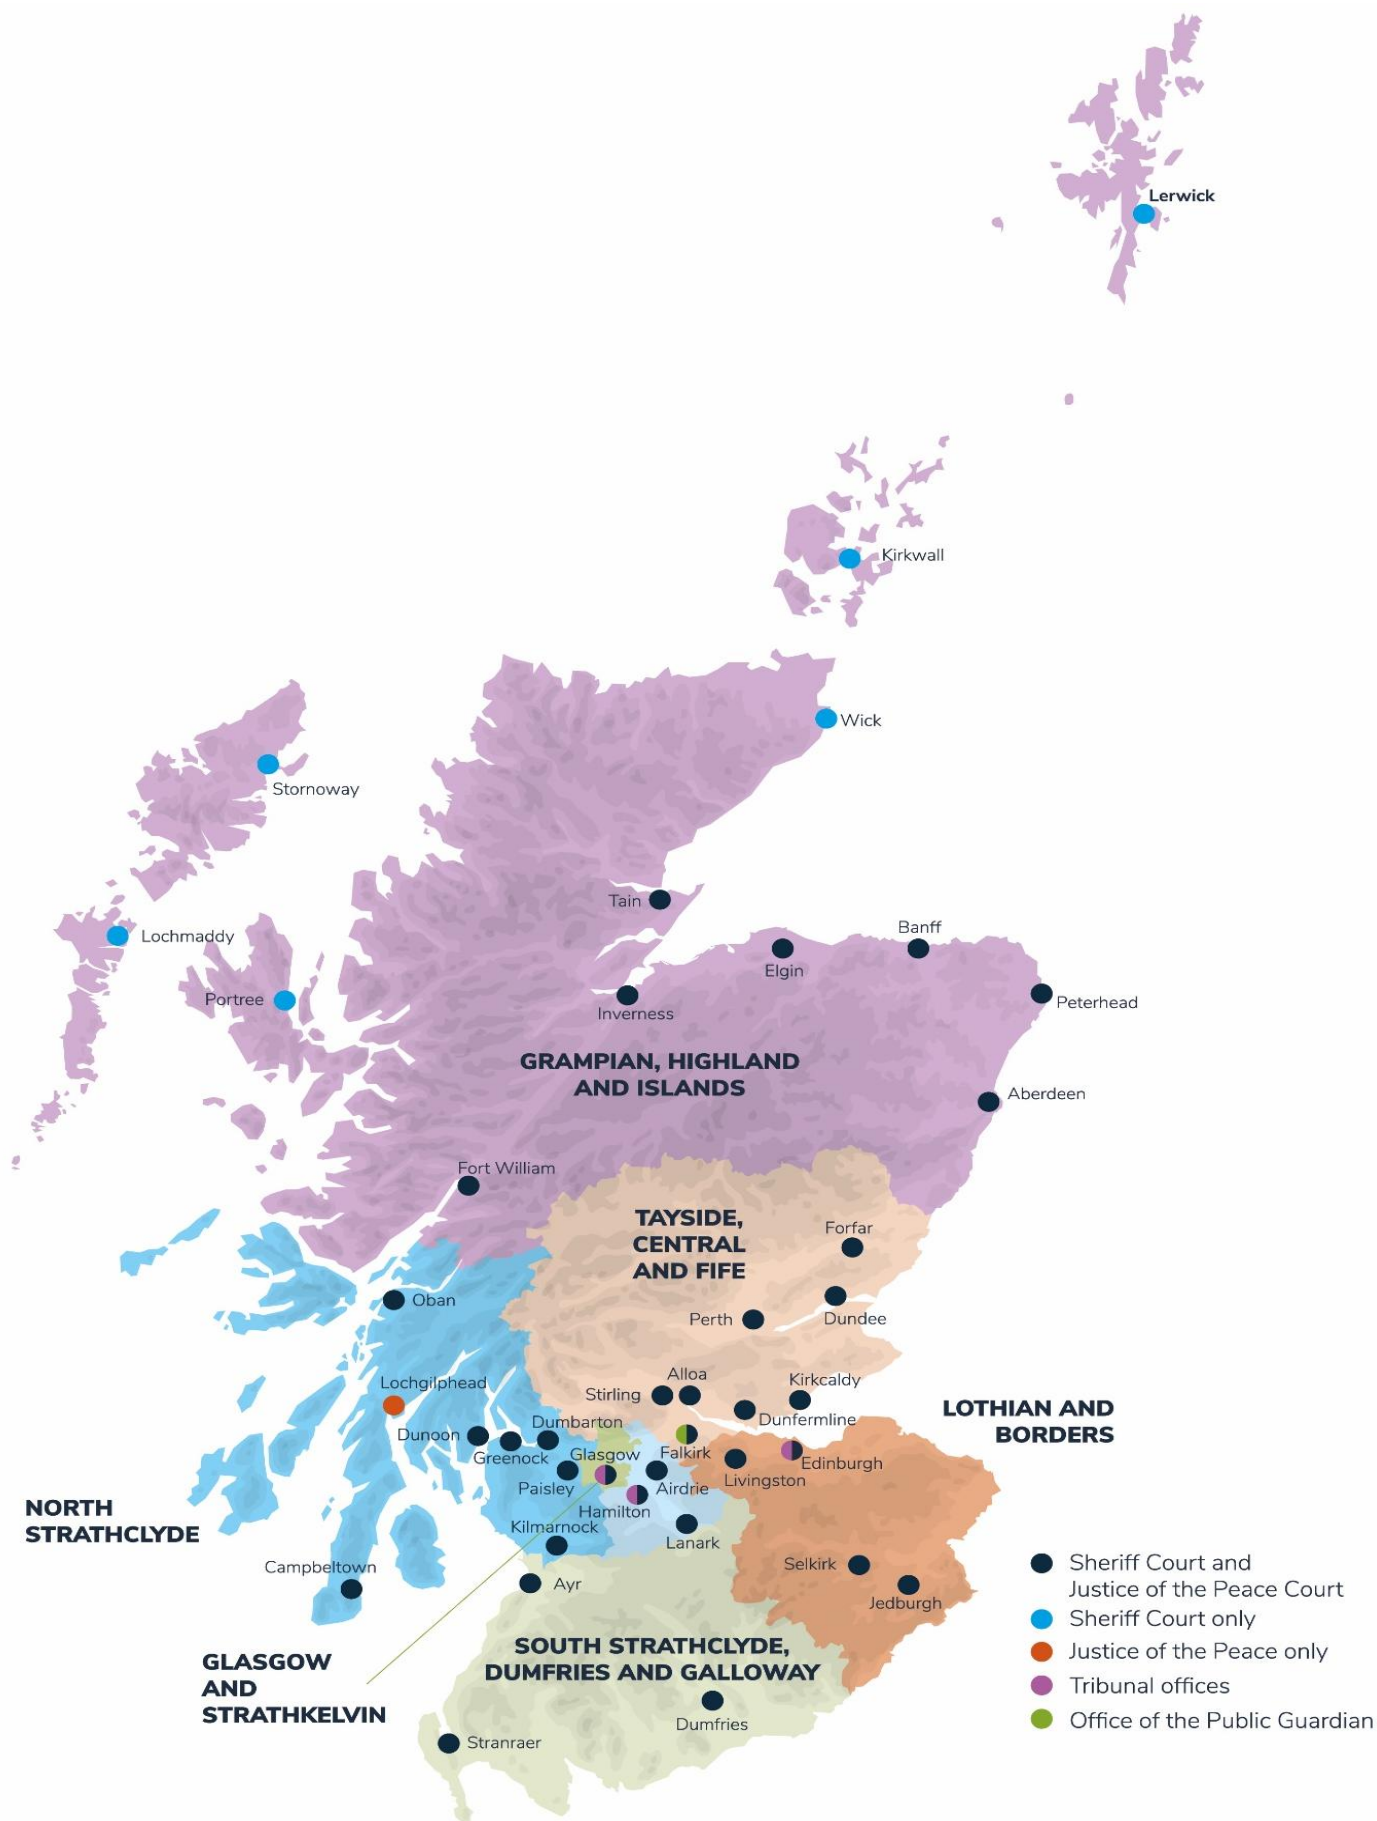 Lerwick
Kirkwall
Wick
Stornoway
Tain
Banff
Lochmaddy
Elgin
Portree
Peterhead
Inverness
GRAMPIAN, HIGHLAND
AND ISLANDS
Aberdeen
Fort William
TAYSIDE,
CENTRAL
AND FIFE
Forfar
Oban
Perth
Dundee
Alloa
Kirkcaldy
Lochgilphead
Stirling
LOTHIAN AND
BORDERS
Dunfermline
Dumbarton
Dunoon
Greenock
Glasgow
Falkirk
Edinburgh
Livingston
Paisley
Airdrie
NORTH
STRATHCLYDE
Hamilton
Kilmarnock
Lanark
Campbeltown
Ayr
Selkirk
Jedburgh
Sheriff Court and
Justice of the Peace Court
Sheriff Court only
Justice of the Peace only
Tribunal offices
Office of the Public Guardian
SOUTH STRATHCLYDE,
DUMFRIES AND GALLOWAY
GLASGOW
AND
STRATHKELVIN
Dumfries
Stranraer